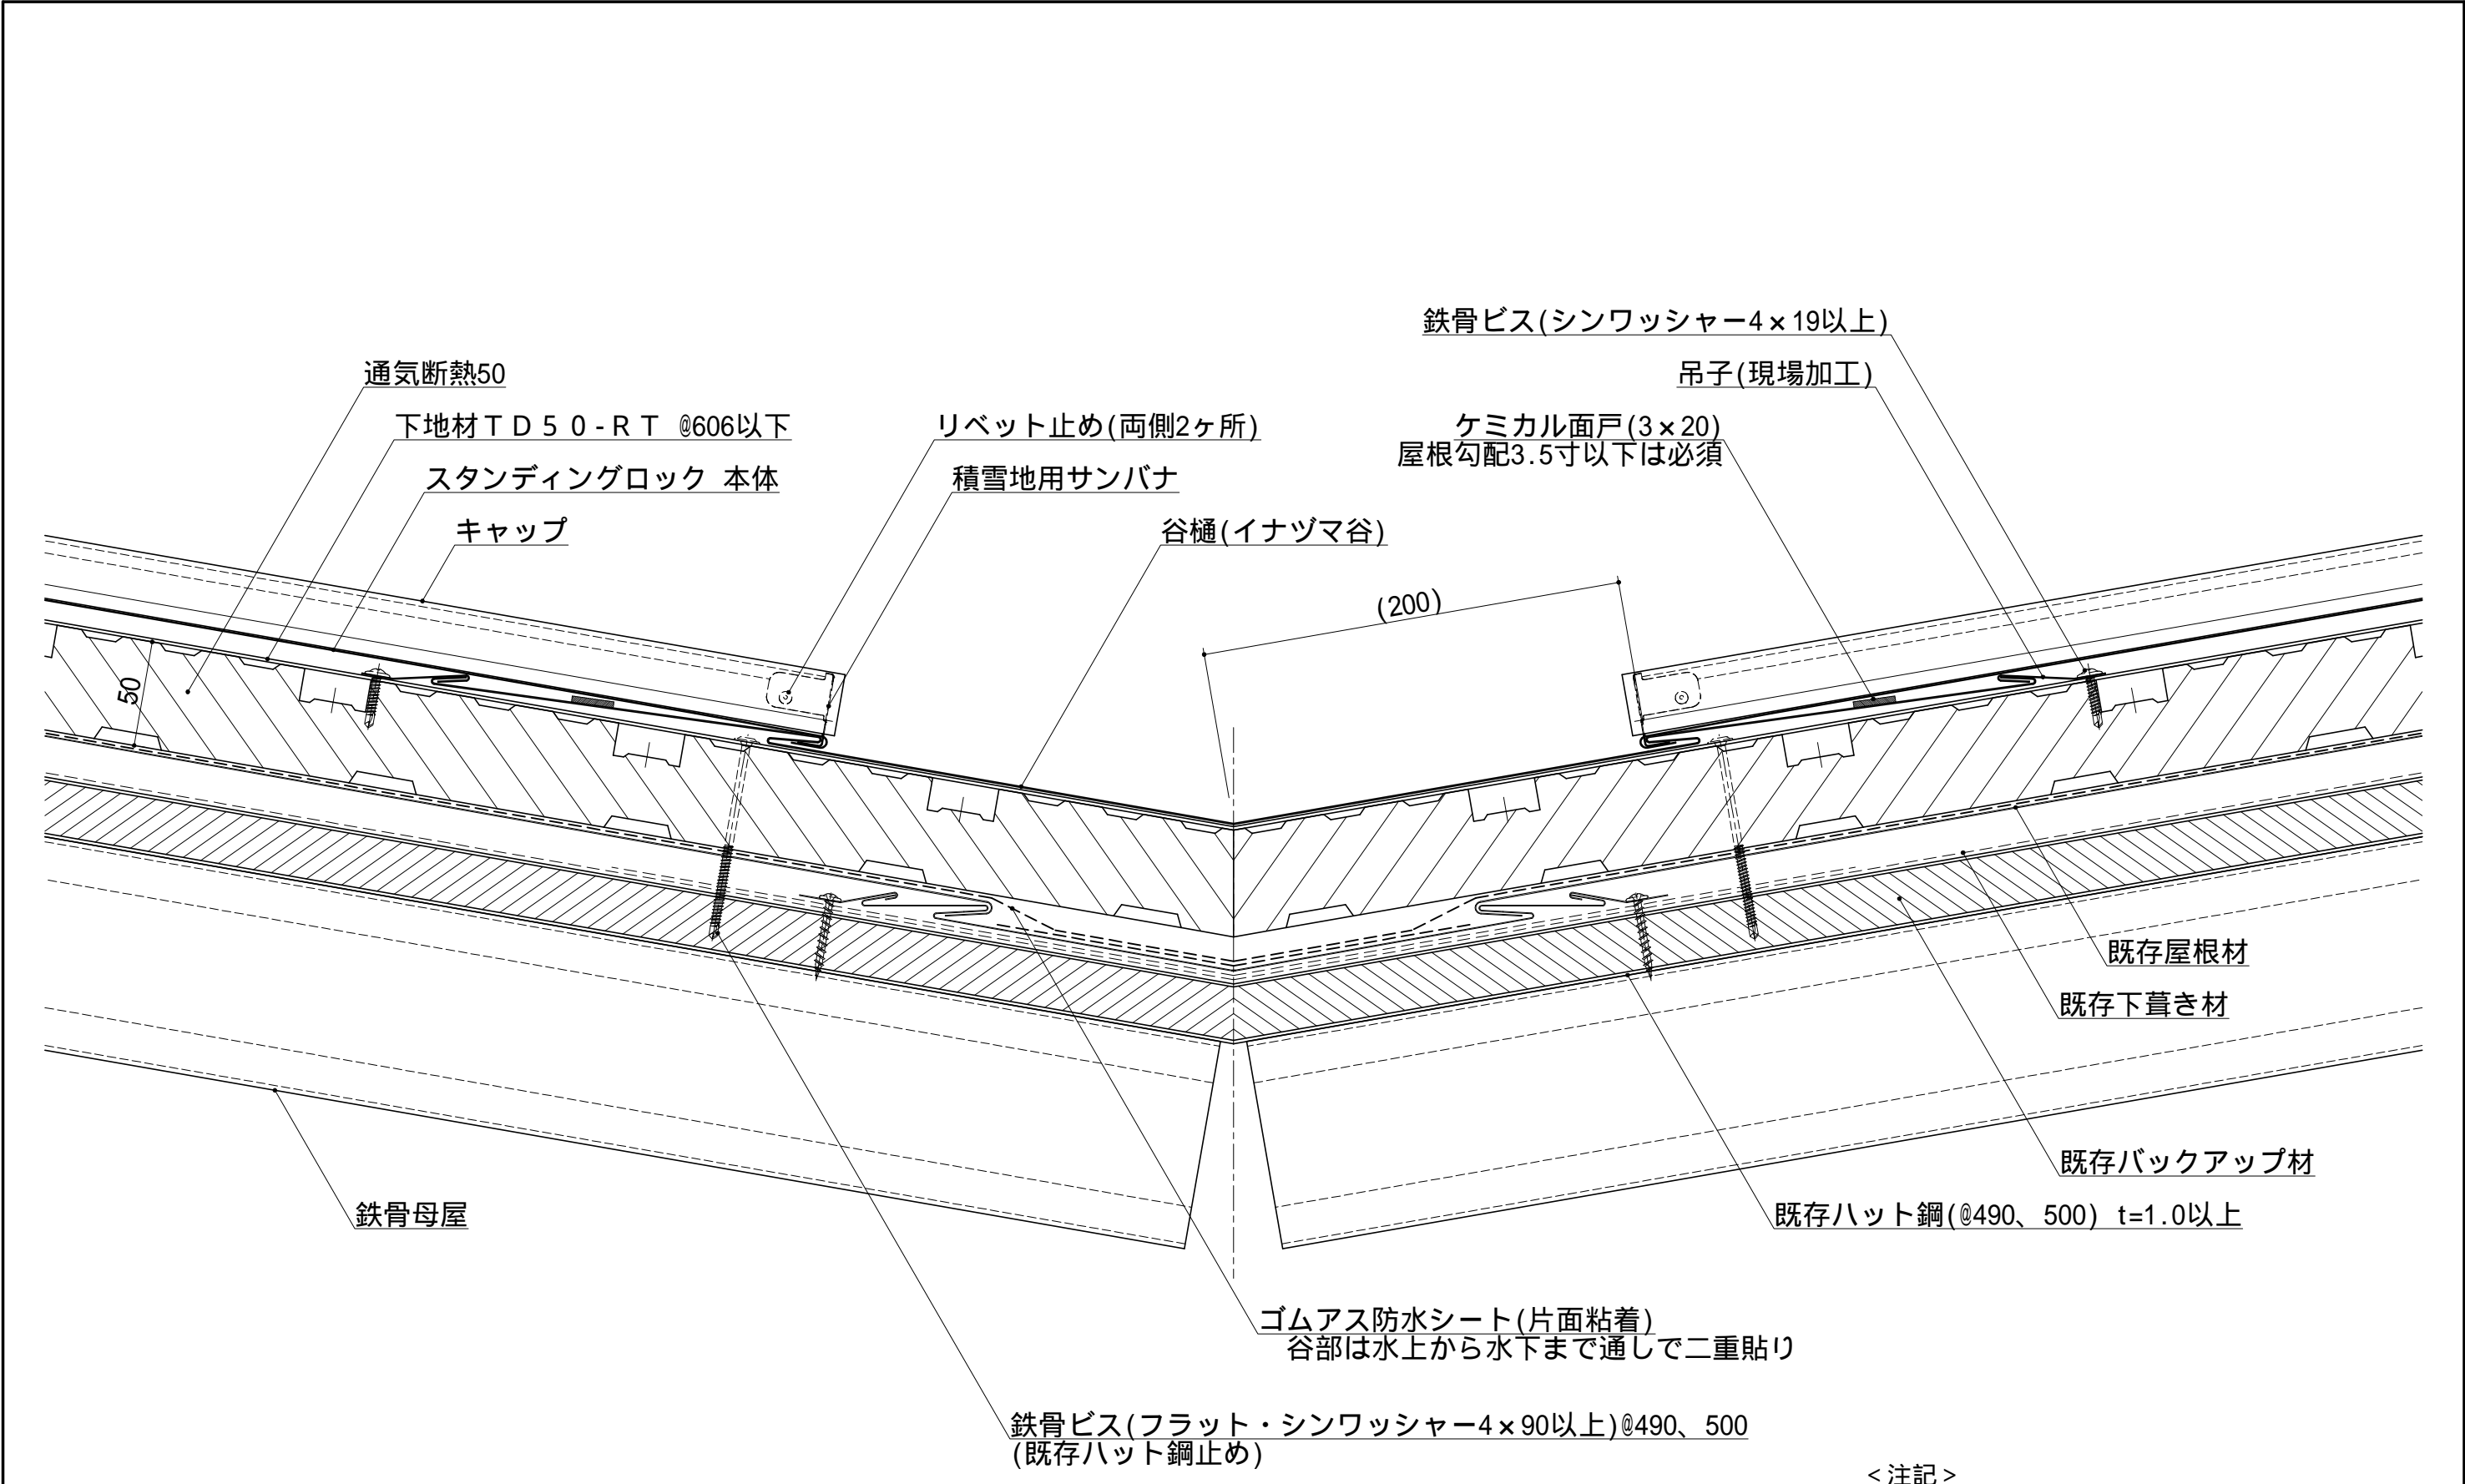 鉄骨ビス(シンワッシャー4×19以上)
通気断熱50
吊子(現場加工)
下地材TD50-RT @606以下
リベット止め(両側2ヶ所)
ケミカル面戸(3×20)
屋根勾配3.5寸以下は必須
スタンディングロック 本体
積雪地用サンバナ
キャップ
谷樋(イナヅマ谷)
(200)
50
既存屋根材
既存下葺き材
既存バックアップ材
鉄骨母屋
既存ハット鋼(@490、500) t=1.0以上
ゴムアス防水シート(片面粘着)
谷部は水上から水下まで通しで二重貼り
鉄骨ビス(フラット・シンワッシャー4×90以上)@490、500
(既存ハット鋼止め)
<注記>